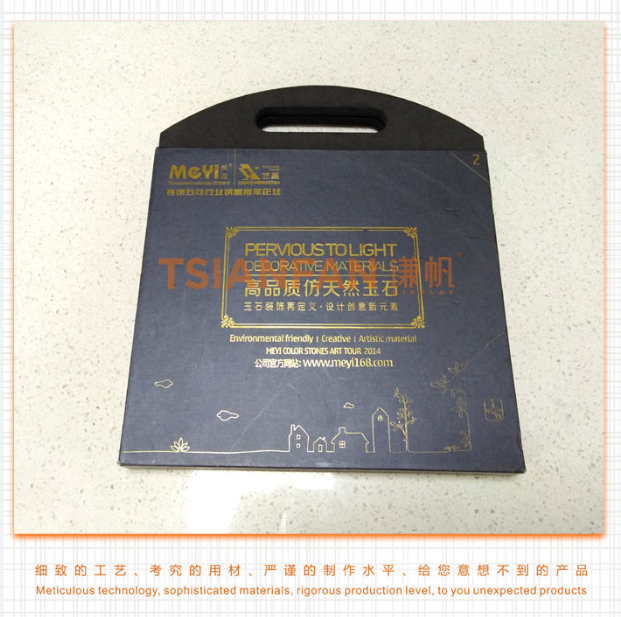 MeYi
艺晶
2
PERVIOUS TO LIGHT
DECORATIVE MATERIALS
TSIANFAN 谦帆
高品质仿天然玉石
玉石装饰再定义·设计创意新元素
Environmental friendly | Creative | Artistic material
MEYI COLOR STONES ART TOUR 2014
公司官方网站: www.meyi168.com
细致的工艺、考究的用材、严谨的制作水平、给您意想不到的产品
Meticulous technology, sophisticated materials, rigorous production level, to you unexpected products